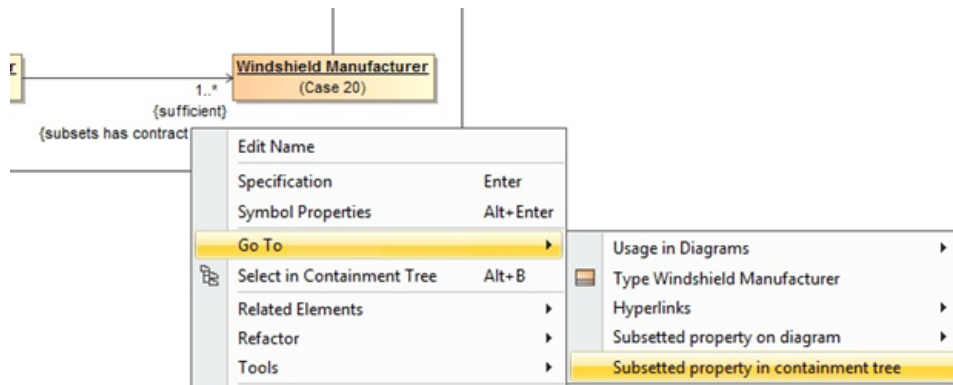 r
Windshield Manufacturer
(Case 20)
1..*
{sufficient}
{subsets has contract
Edit Name
Specification Enter
Symbol Properties Alt+Enter
Go To
Select in Containment Tree Alt+B
Related Elements
Refactor
Tools
Usage in Diagrams
Type Windshield Manufacturer
Hyperlinks
Subsetted property on diagram
Subsetted property in containment tree